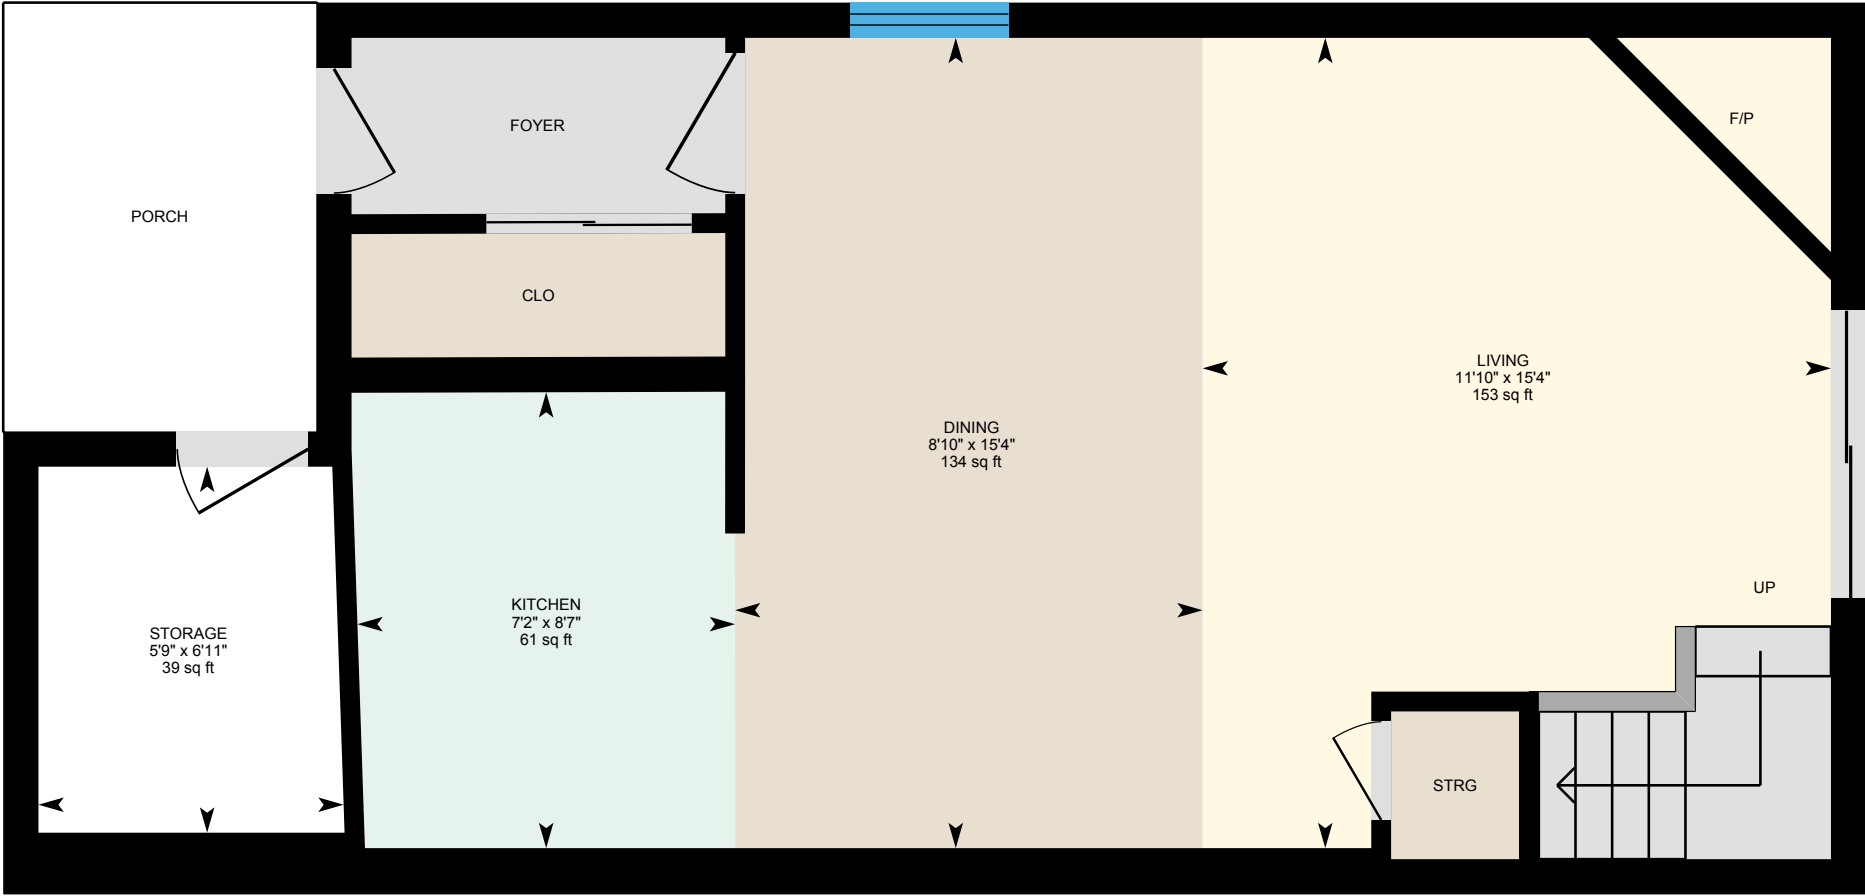 FOYER
F/P
PORCH
CLO
LIVING
11'10" x 15'4"
153 sq ft
DINING
8'10" x 15'4"
134 sq ft
UP
KITCHEN
7'2" x 8'7"
61 sq ft
STORAGE
5'9" x 6'11"
39 sq ft
STRG